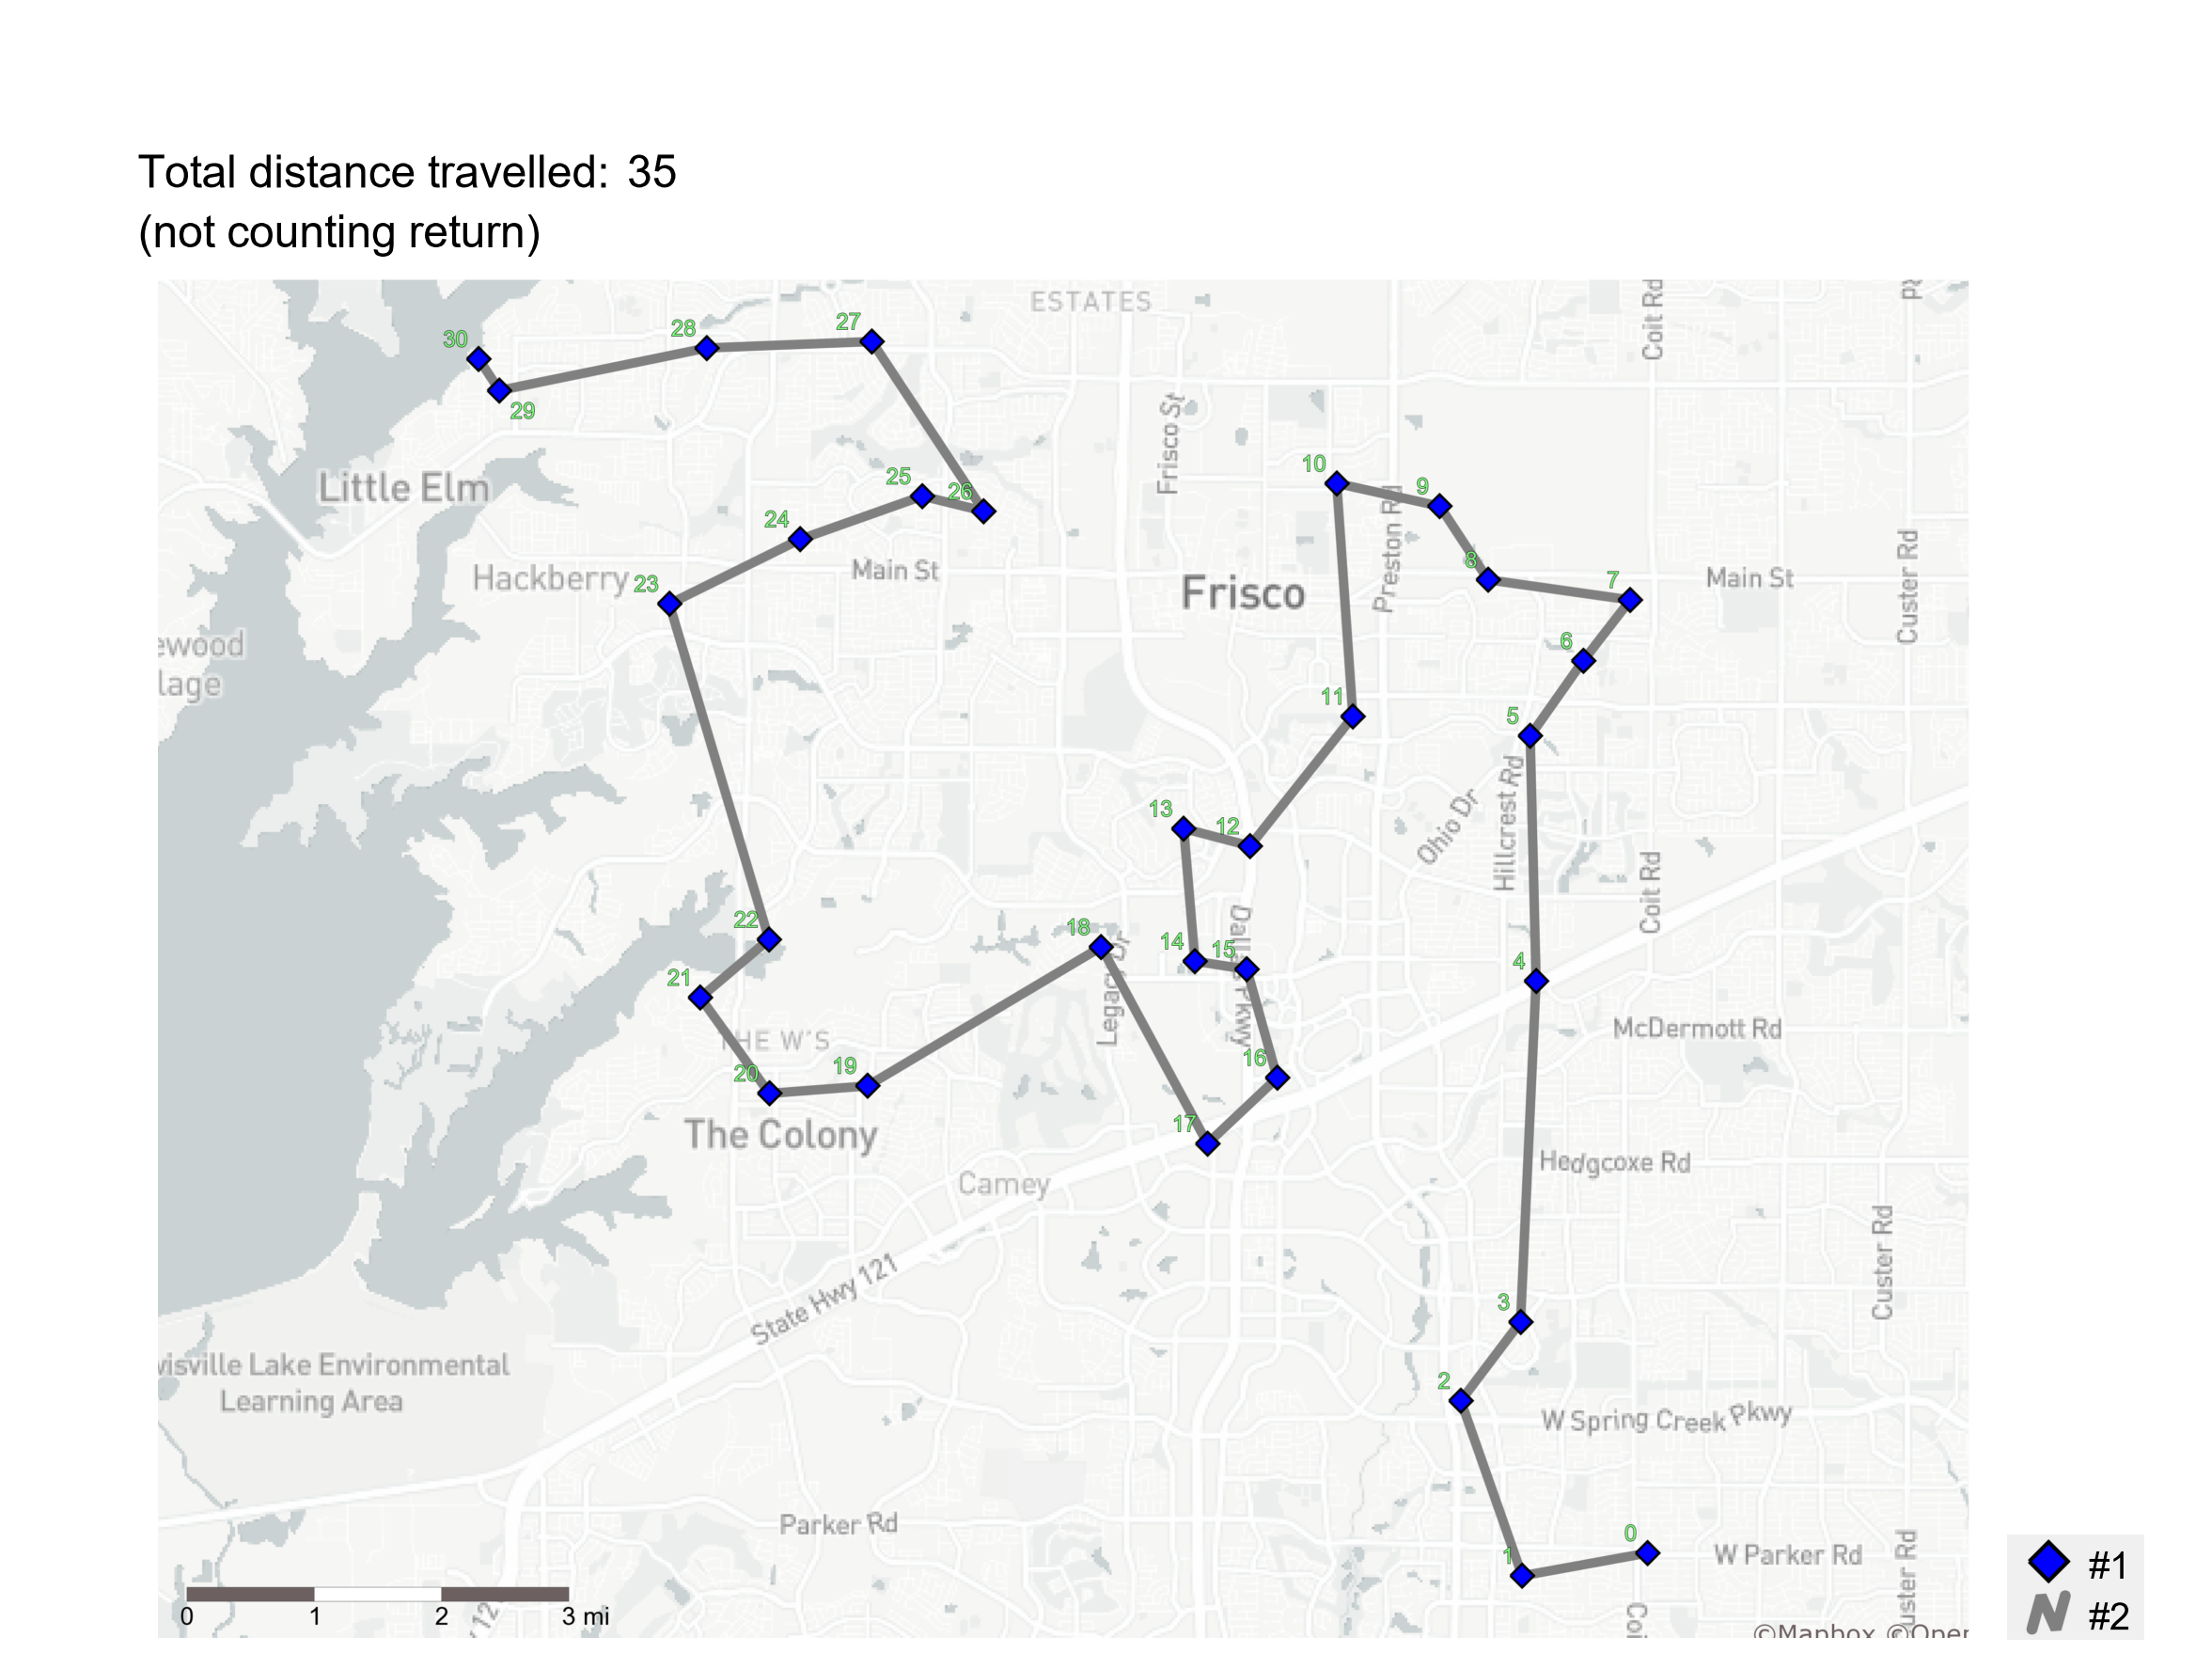 Total distance travelled: 35
(not counting return)
ESTATES
Coit Rd
30
28
27
29
Frisco St
Little Elm
10
9
25
26
24
Preston Rd
Custer Rd
Main St
8
7
Main St
Hackberry
23
Frisco
ewood
lage
6
11
5
Hillcrest Rd
Ohio Dr
13
12
Coit Rd
22
18
14
15
Legacy Dr
Pkwy
4
21
McDermott Rd
HE W'S
16
20
19
17
The Colony
Hedgcoxe Rd
Camey
State Hwy 121
Custer Rd
3
visville Lake Environmental
Learning Area
2
W Spring Creek Pkwy
Parker Rd
0
1
W Parker Rd
uster Rd
0 1 2 3 mi
12
Coi
©Mapbox ©Oper
#1
#2